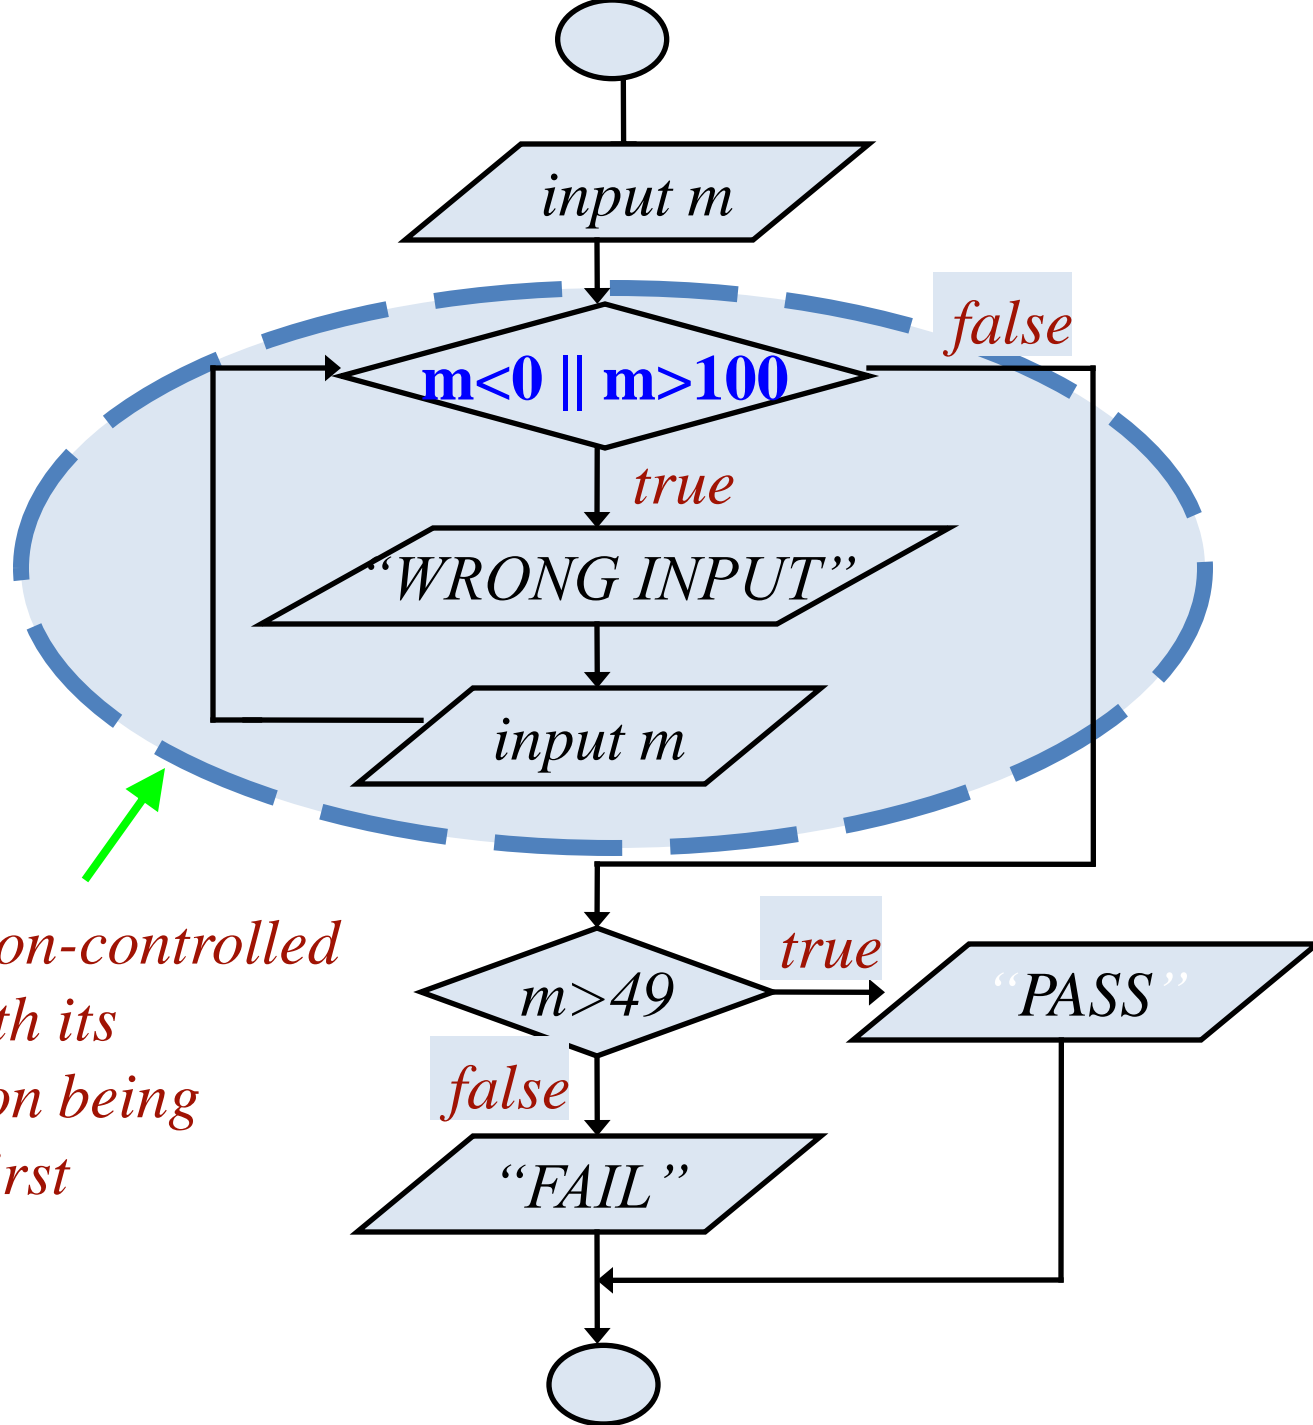 input m
false
m<0 || m>100
true
“WRONG INPUT”
input m
on-controlled
th its
true
m>49
“PASS”
on being
false
rst
“FAIL”